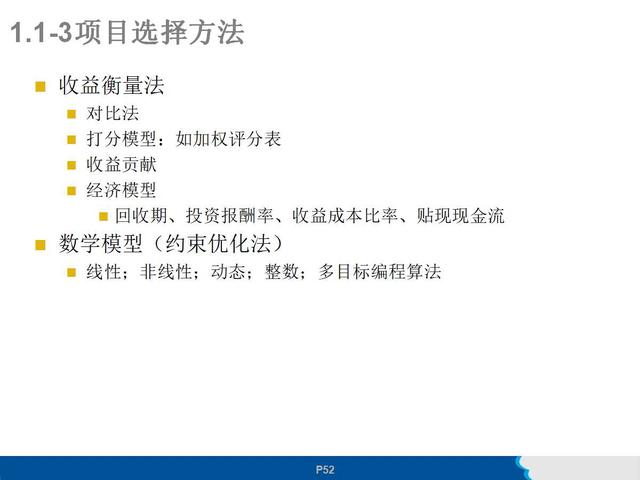 1.1-3项目选择方法
收益衡量法
对比法
打分模型：如加权评分表
收益贡献
经济模型
回收期、投资报酬率、收益成本比率、贴现现金流
数学模型（约束优化法）
线性；非线性；动态；整数；多目标编程算法
P52